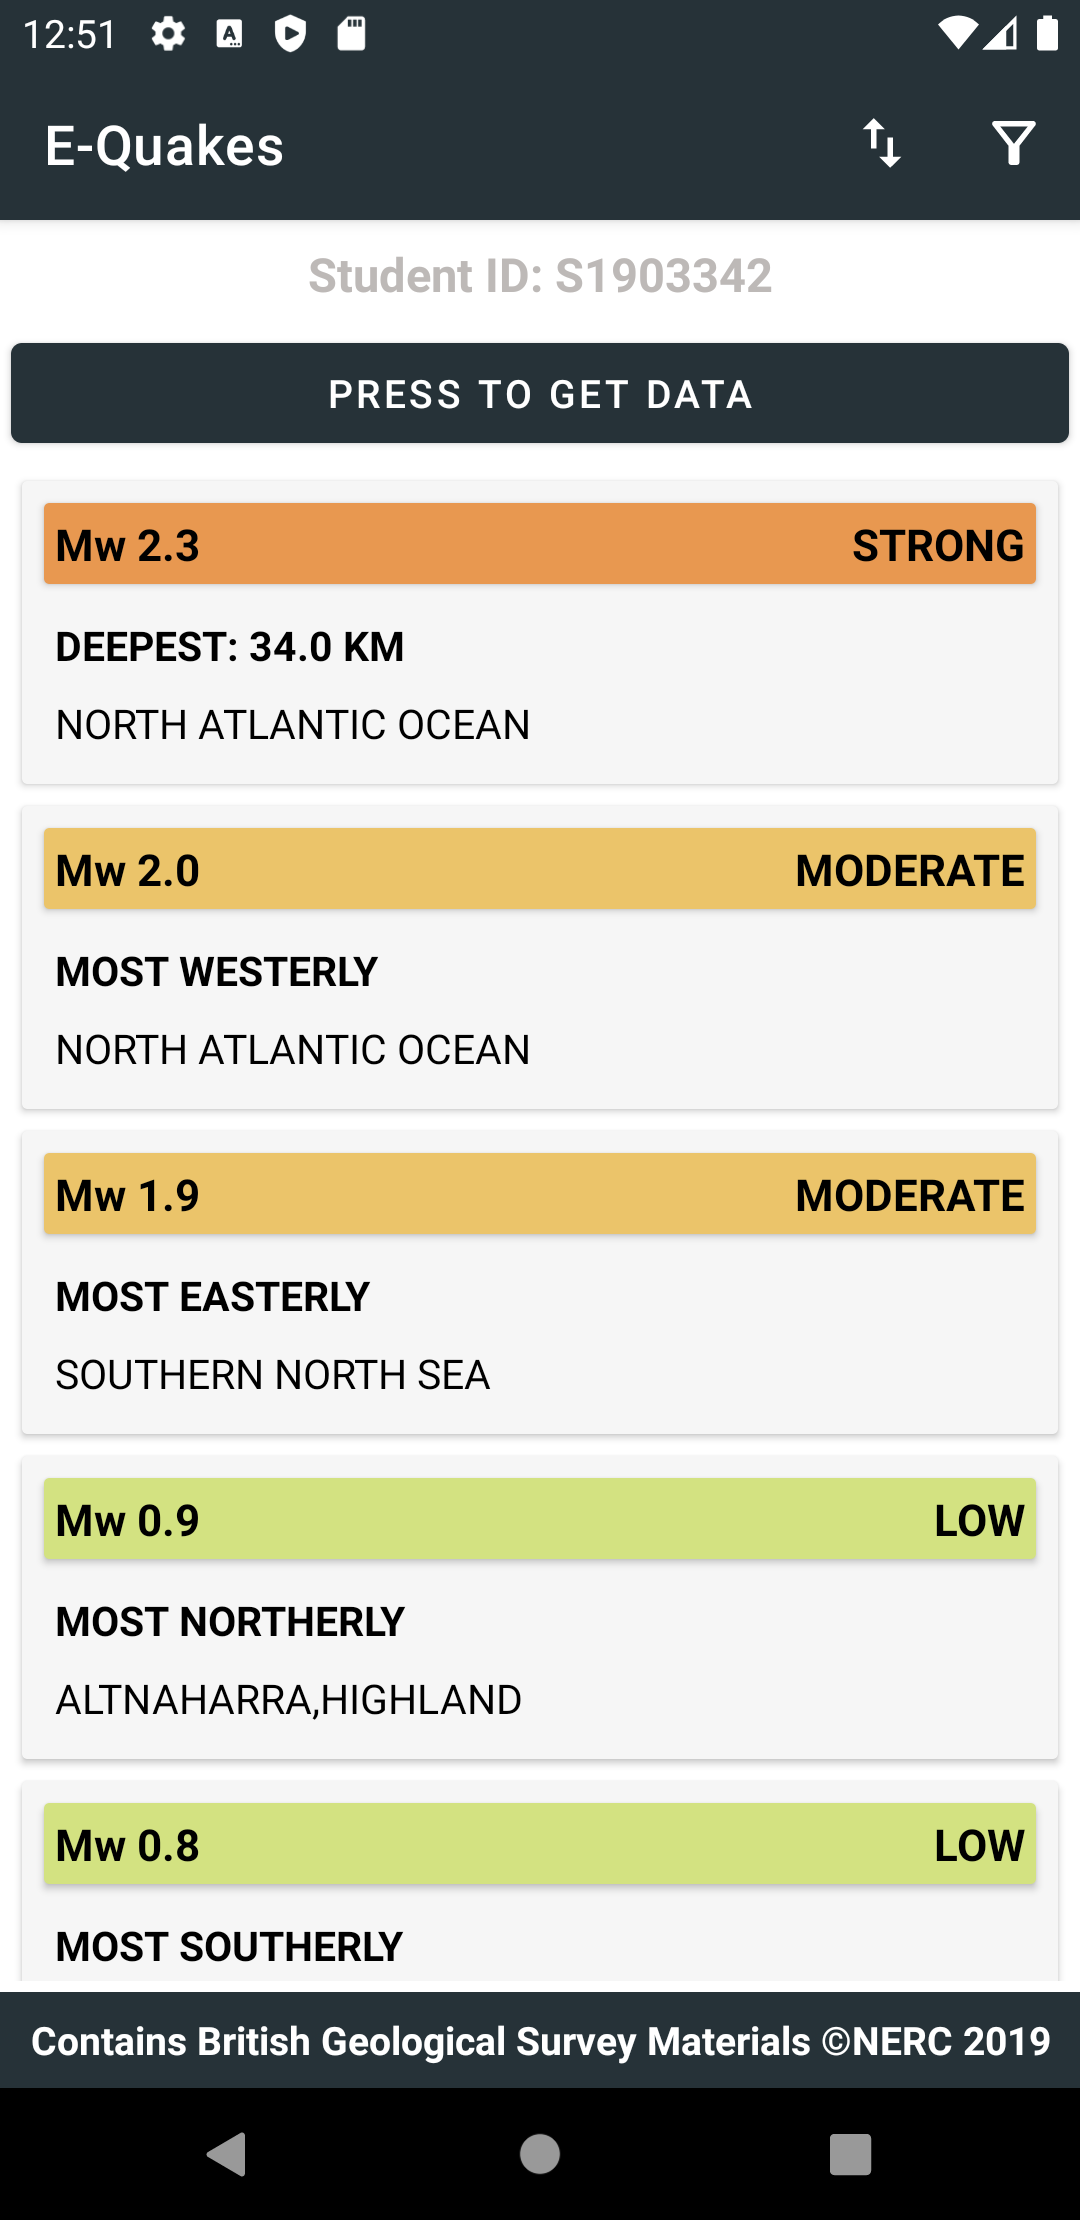 12:51
E-Quakes
Student ID: S1903342
PRESS TO GET DATA
Mw 2.3 STRONG
DEEPEST: 34.0 KM
NORTH ATLANTIC OCEAN
Mw 2.0 MODERATE
MOST WESTERLY
NORTH ATLANTIC OCEAN
Mw 1.9 MODERATE
MOST EASTERLY
SOUTHERN NORTH SEA
Mw 0.9 LOW
MOST NORTHERLY
ALTNAHARRA,HIGHLAND
Mw 0.8 LOW
MOST SOUTHERLY
Contains British Geological Survey Materials ©NERC 2019